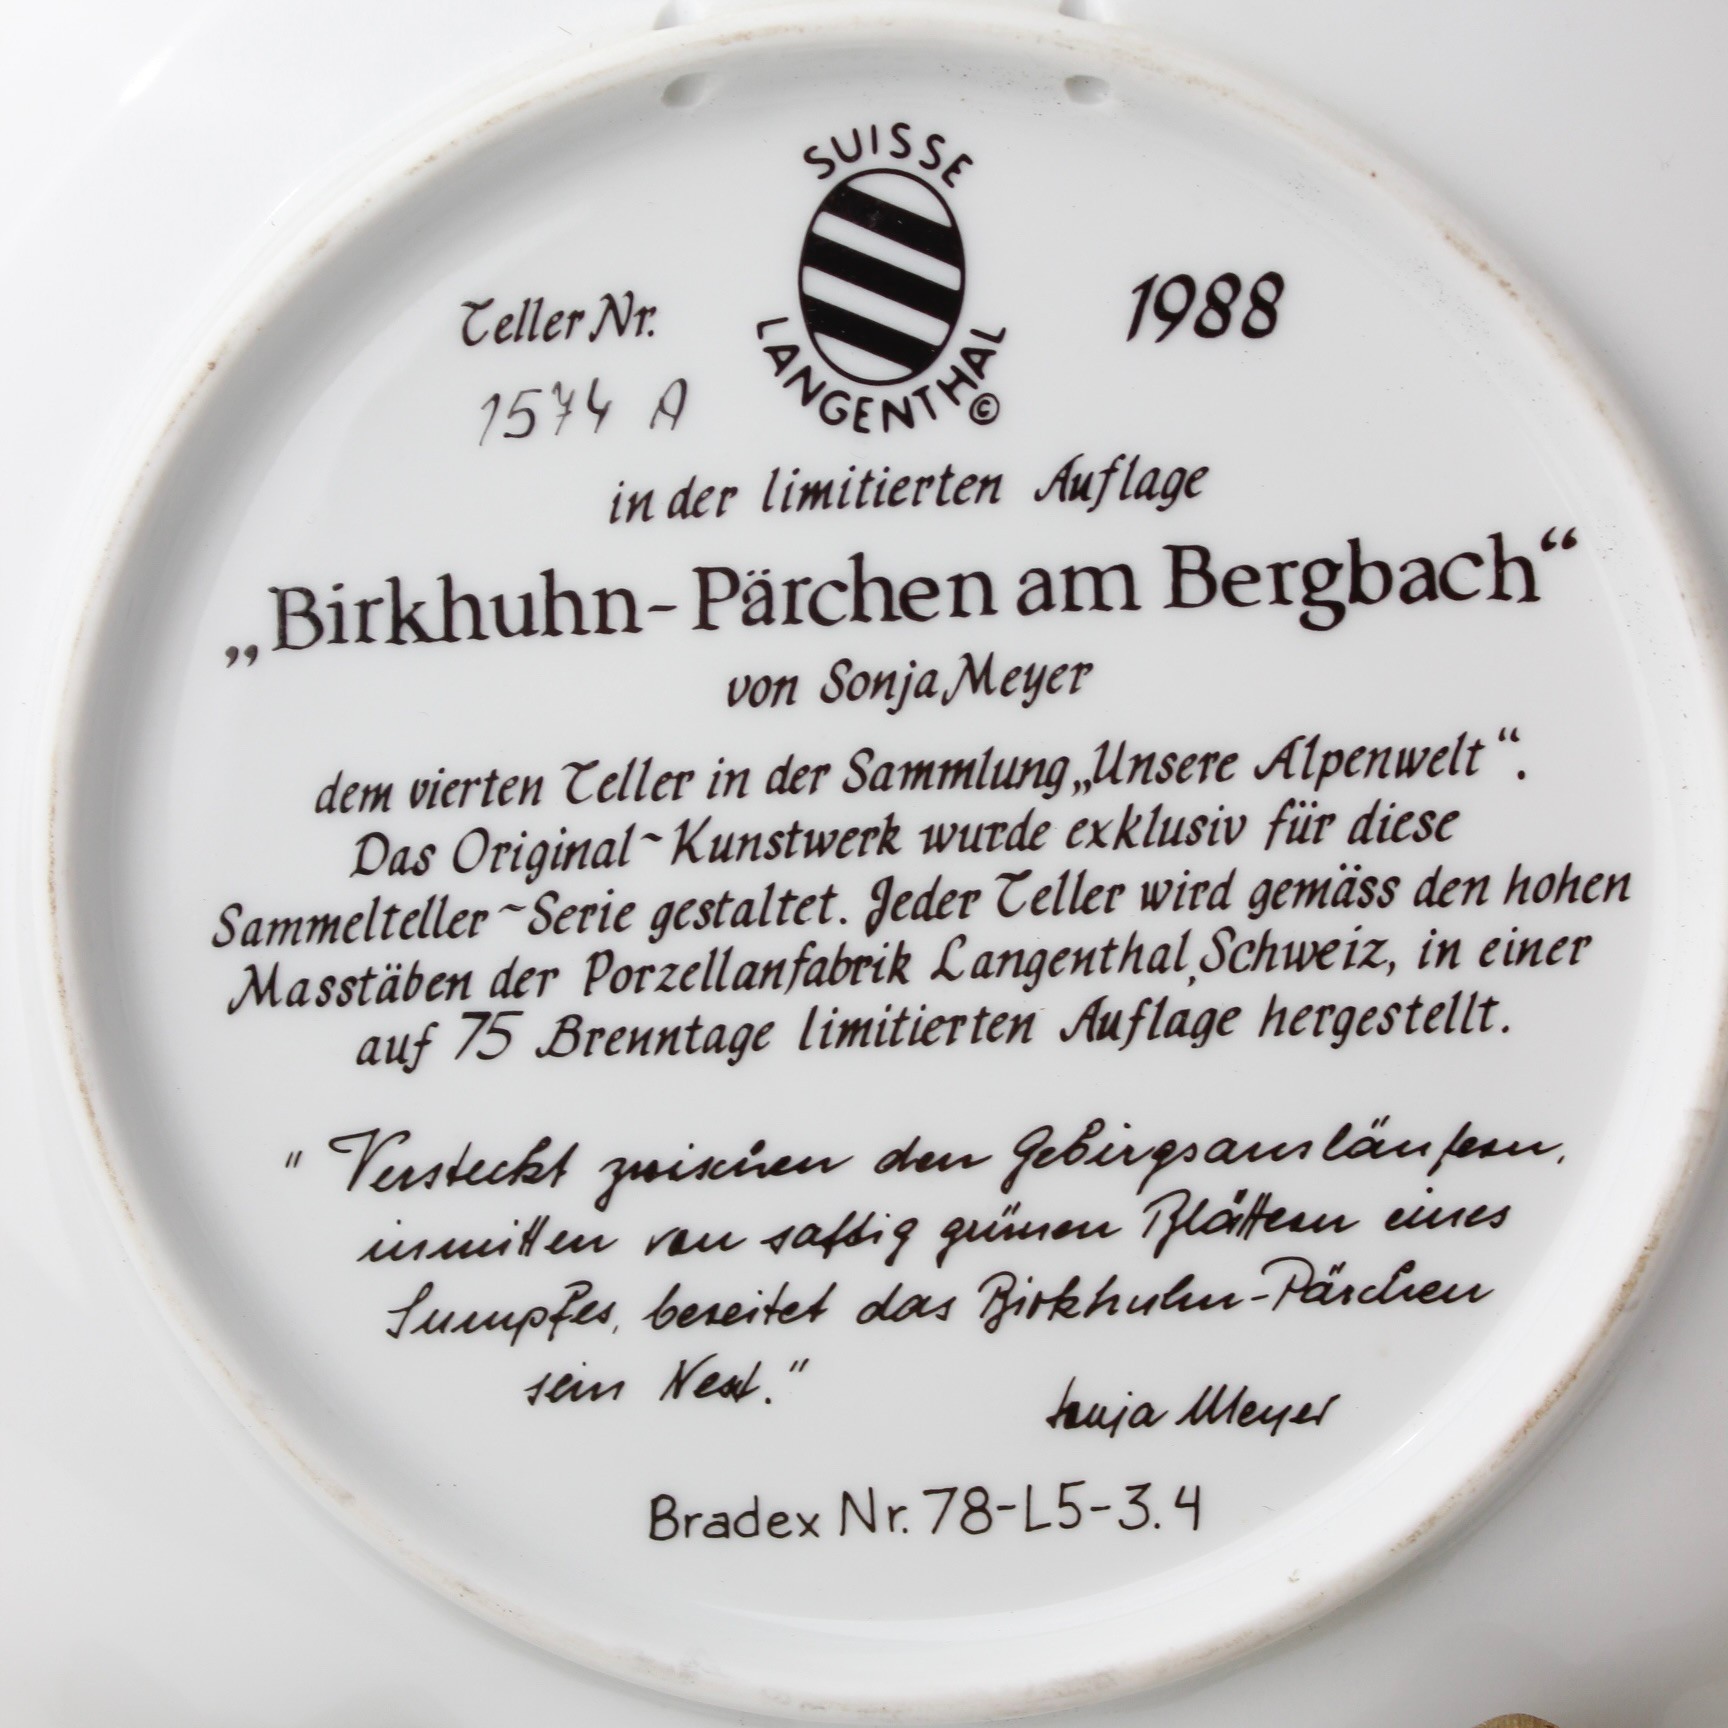 SUISSE
LANGENTHAL ©
Teller Nr.
1988
1574 A
in der limitierten Auflage
„Birkhuhn-Pärchen am Bergbach“
von Sonja Meyer
dem vierten Teller in der Sammlung „Unsere Alpenwelt“.
Das Original-Kunstwerk wurde exklusiv für diese
Sammelteller-Serie gestaltet. Jeder Teller wird gemäss den hohen
Masstäben der Porzellanfabrik Langenthal, Schweiz, in einer
auf 75 Brenntage limitierten Auflage hergestellt.
"Versteckt zwischen den Gebirgsausläufern,
inmitten von saftig grünen Blättern eines
Sumpfes, bereitet das Birkhuhn-Pärchen
sein Nest."
Sonja Meyer
Bradex Nr. 78-L5-3.4